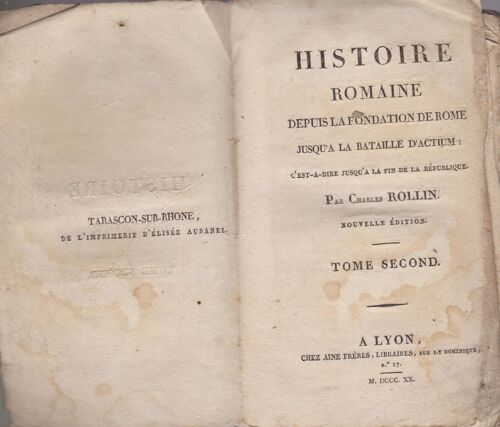 TARASCON-SUR-RHONE,
DE L'IMPRIMERIE D'ÉLISÉE AUBANEL.
HISTOIRE
ROMAINE
DEPUIS LA FONDATION DE ROME
JUSQU'A LA BATAILLE D'ACTIUM :
C'EST-A-DIRE JUSQU'A LA FIN DE LA RÉPUBLIQUE.
PAR CHARLES ROLLIN.
NOUVELLE ÉDITION.
TOME SECOND.
A LYON,
CHEZ AINE FRÈRES, LIBRAIRES, RUE S.T DOMINIQUE,
N.º 17.
M. DCCC. XX.